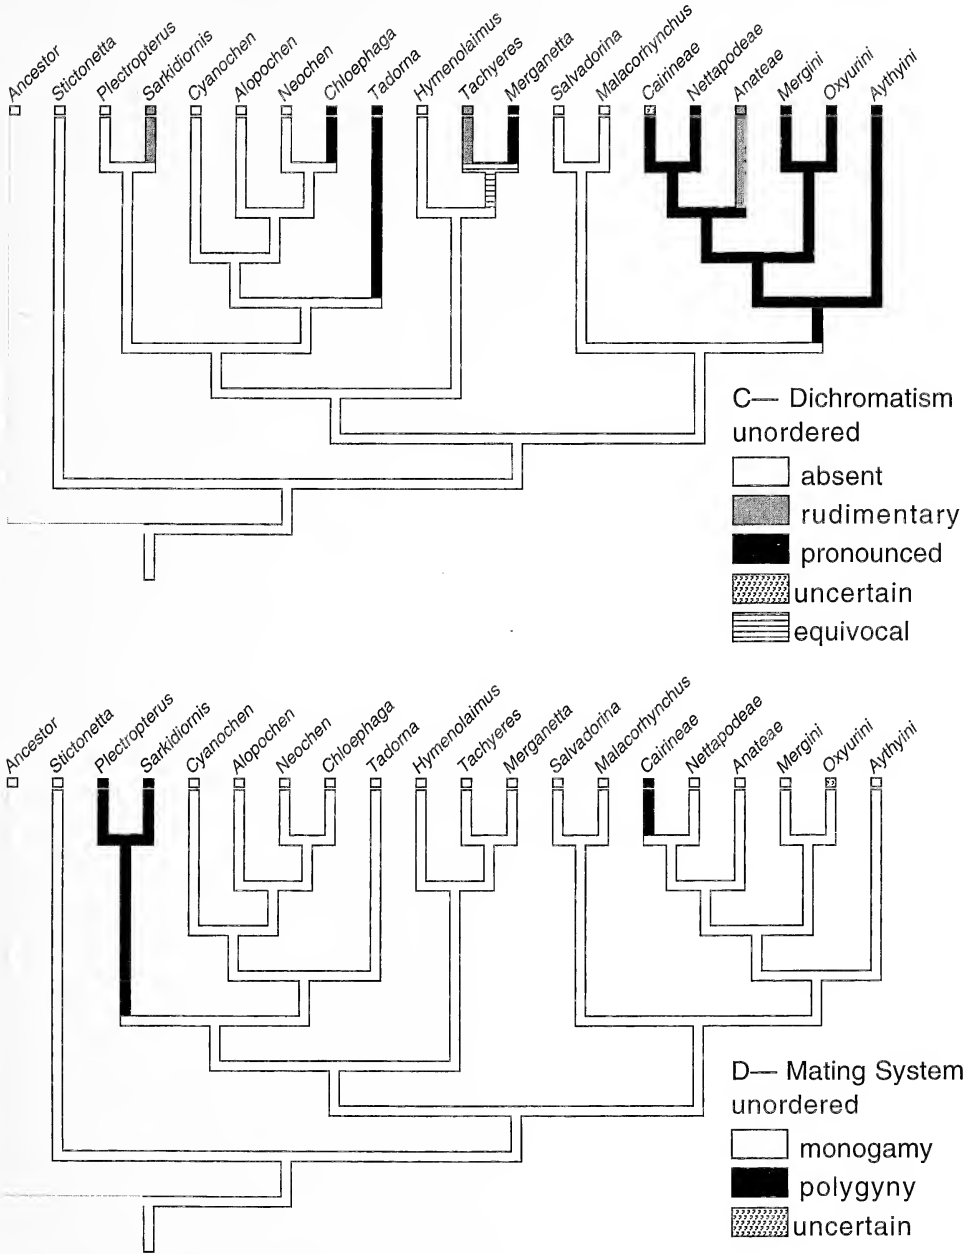 Ancestor
Stictonetta
Plectropterus
Sarkidiornis
Cyanochen
Alopochen
Neochen
Chloephaga
Tadorna
Hymenolaimus
Tachyeres
Merganetta
Salvadorina
Malacorhynchus
Cairineae
Nettapodeae
Anateae
Mergini
Oxyurini
Aythyini
C— Dichromatism
unordered
absent
rudimentary
pronounced
uncertain
equivocal
Ancestor
Stictonetta
Plectropterus
Sarkidiornis
Cyanochen
Alopochen
Neochen
Chloephaga
Tadorna
Hymenolaimus
Tachyeres
Merganetta
Salvadorina
Malacorhynchus
Cairineae
Nettapodeae
Anateae
Mergini
Oxyurini
Aythyini
D— Mating System
unordered
monogamy
polygyny
uncertain